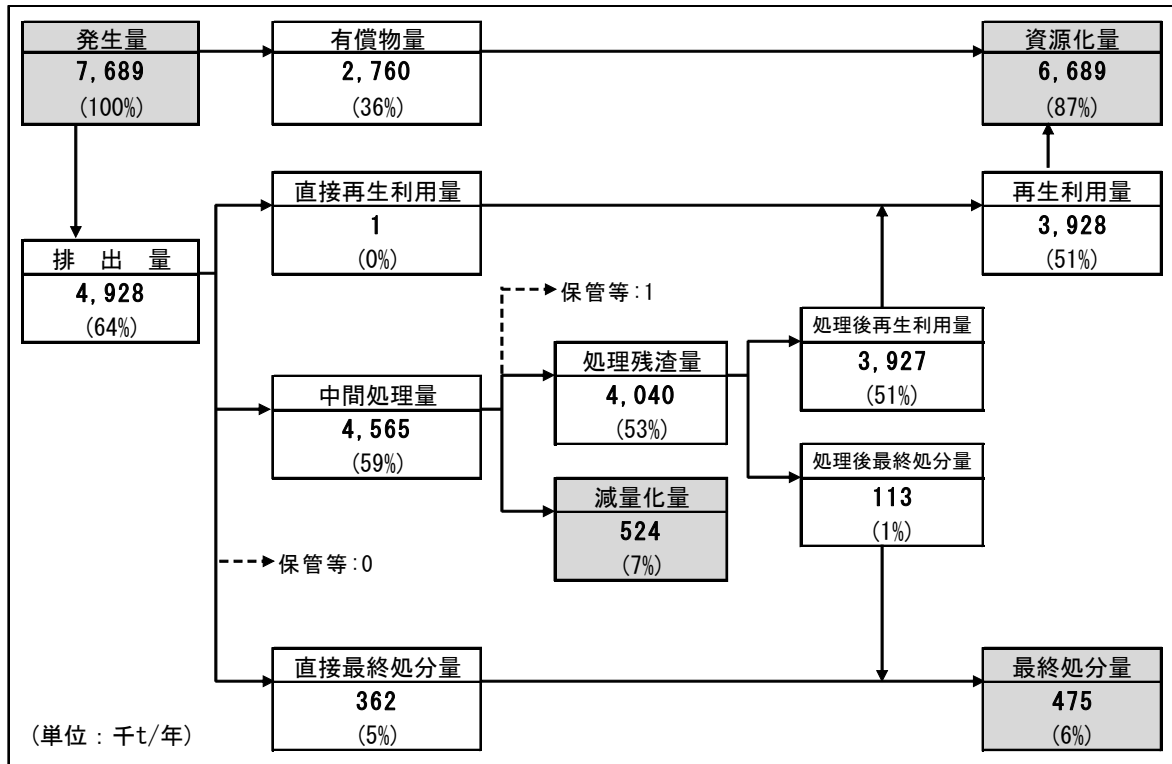 発生量
7,689
(100%)
有償物量
2,760
(36%)
資源化量
6,689
(87%)
直接再生利用量
1
(0%)
再生利用量
3,928
(51%)
排 出 量
4,928
(64%)
保管等:1
処理後再生利用量
3,927
(51%)
処理残渣量
4,040
(53%)
中間処理量
4,565
(59%)
処理後最終処分量
113
(1%)
減量化量
524
(7%)
保管等:0
直接最終処分量
362
(5%)
最終処分量
475
(6%)
(単位:千t/年)